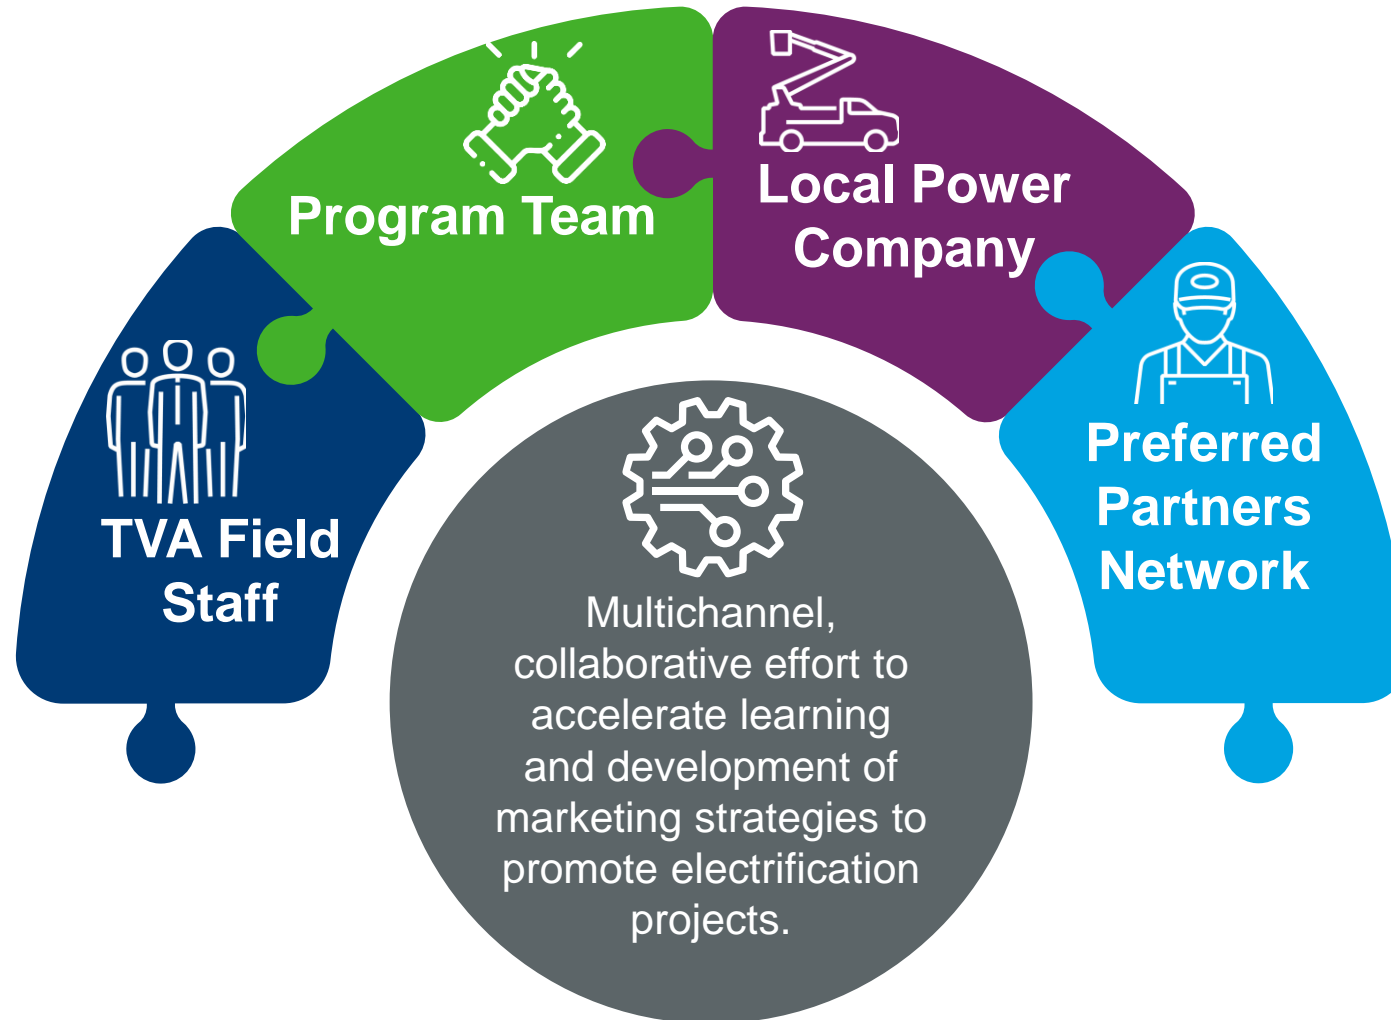 TVA Field
Staff
Program Team
Local Power
Company
Preferred
Partners
Network
Multichannel,
collaborative effort to
accelerate learning
and development of
marketing strategies to
promote electrification
projects.